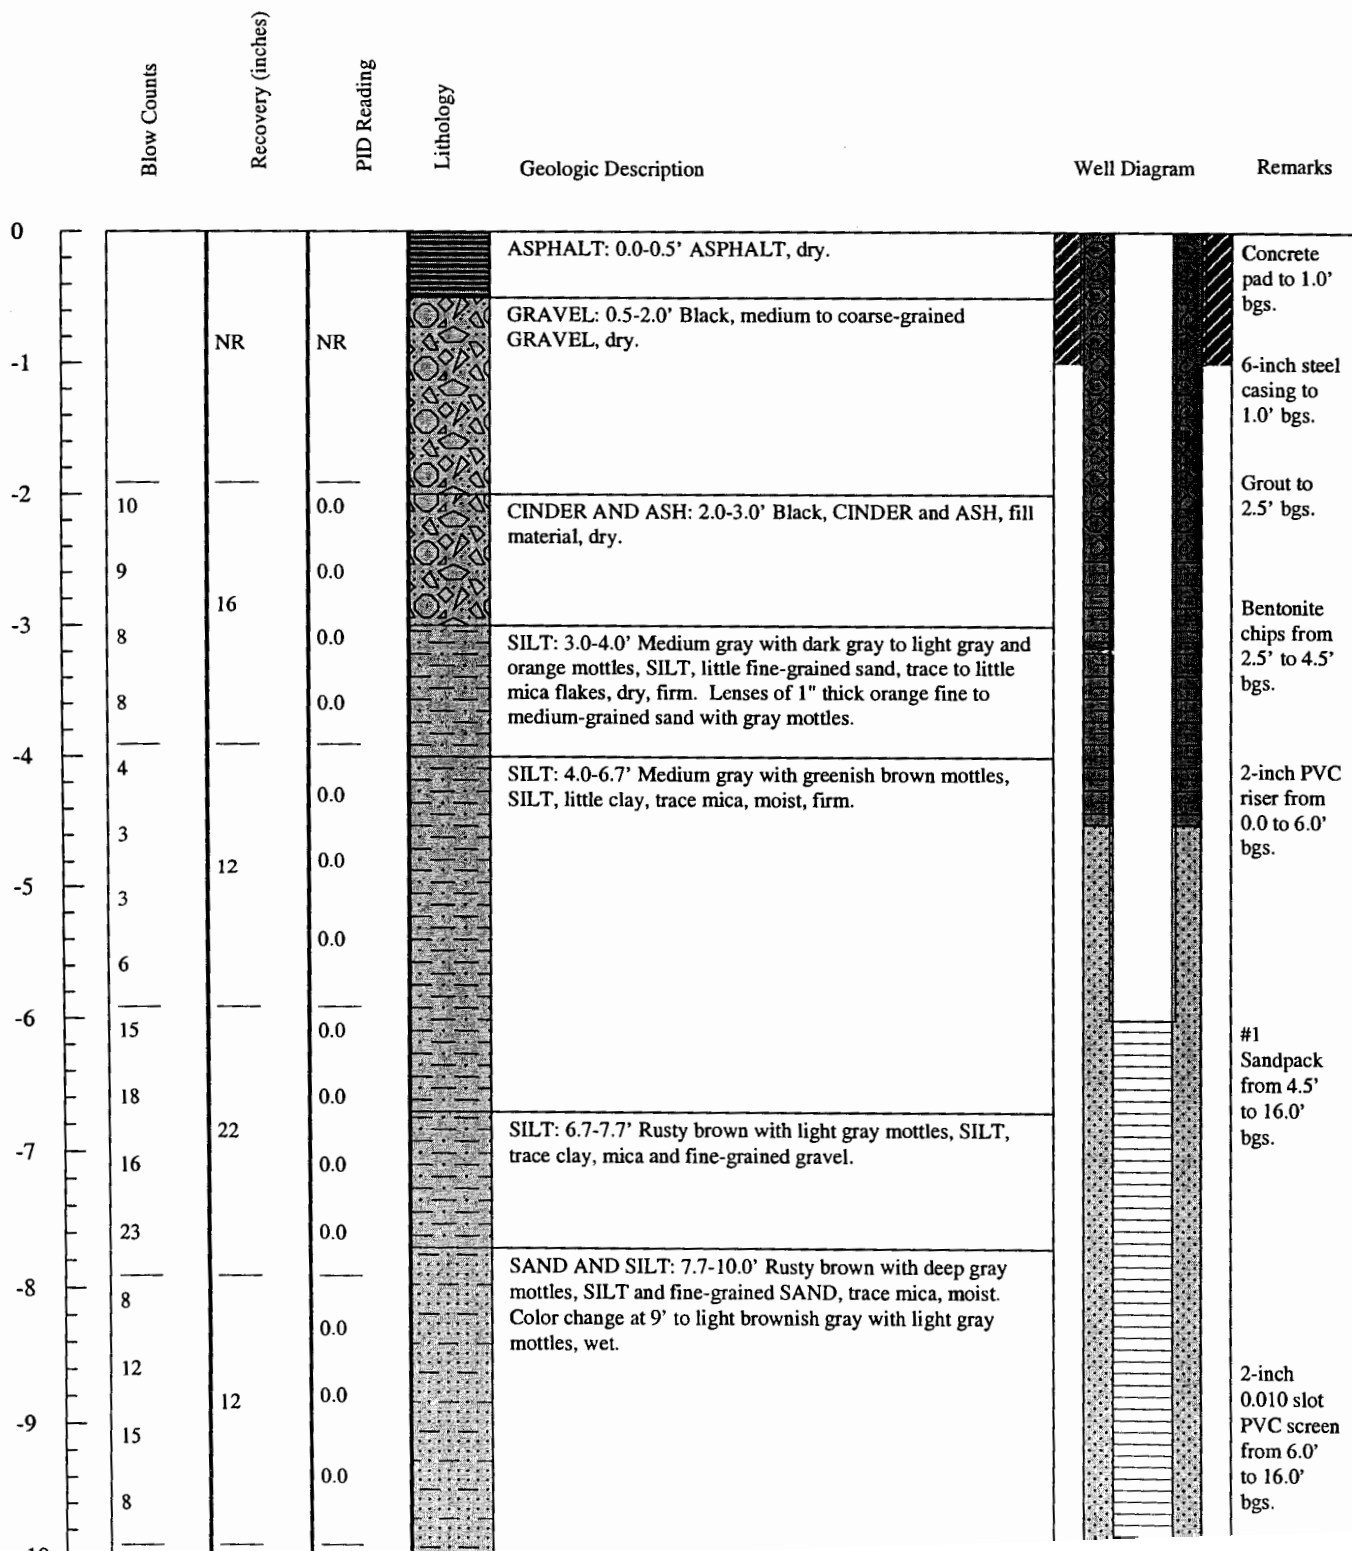 Blow Counts
Recovery (inches)
PID Reading
Lithology
Geologic Description
Well Diagram
Remarks
0
-1
-2
-3
-4
-5
-6
-7
-8
-9
10
9
8
8
4
3
3
6
15
18
16
23
8
12
15
8
NR
16
12
22
12
NR
0.0
0.0
0.0
0.0
0.0
0.0
0.0
0.0
0.0
0.0
0.0
0.0
0.0
0.0
ASPHALT: 0.0-0.5' ASPHALT, dry.
GRAVEL: 0.5-2.0' Black, medium to coarse-grained
GRAVEL, dry.
CINDER AND ASH: 2.0-3.0' Black, CINDER and ASH, fill
material, dry.
SILT: 3.0-4.0' Medium gray with dark gray to light gray and
orange mottles, SILT, little fine-grained sand, trace to little
mica flakes, dry, firm. Lenses of 1" thick orange fine to
medium-grained sand with gray mottles.
SILT: 4.0-6.7' Medium gray with greenish brown mottles,
SILT, little clay, trace mica, moist, firm.
SILT: 6.7-7.7' Rusty brown with light gray mottles, SILT,
trace clay, mica and fine-grained gravel.
SAND AND SILT: 7.7-10.0' Rusty brown with deep gray
mottles, SILT and fine-grained SAND, trace mica, moist.
Color change at 9' to light brownish gray with light gray
mottles, wet.
Concrete
pad to 1.0'
bgs.
6-inch steel
casing to
1.0' bgs.
Grout to
2.5' bgs.
Bentonite
chips from
2.5' to 4.5'
bgs.
2-inch PVC
riser from
0.0 to 6.0'
bgs.
#1
Sandpack
from 4.5'
to 16.0'
bgs.
2-inch
0.010 slot
PVC screen
from 6.0'
to 16.0'
bgs.